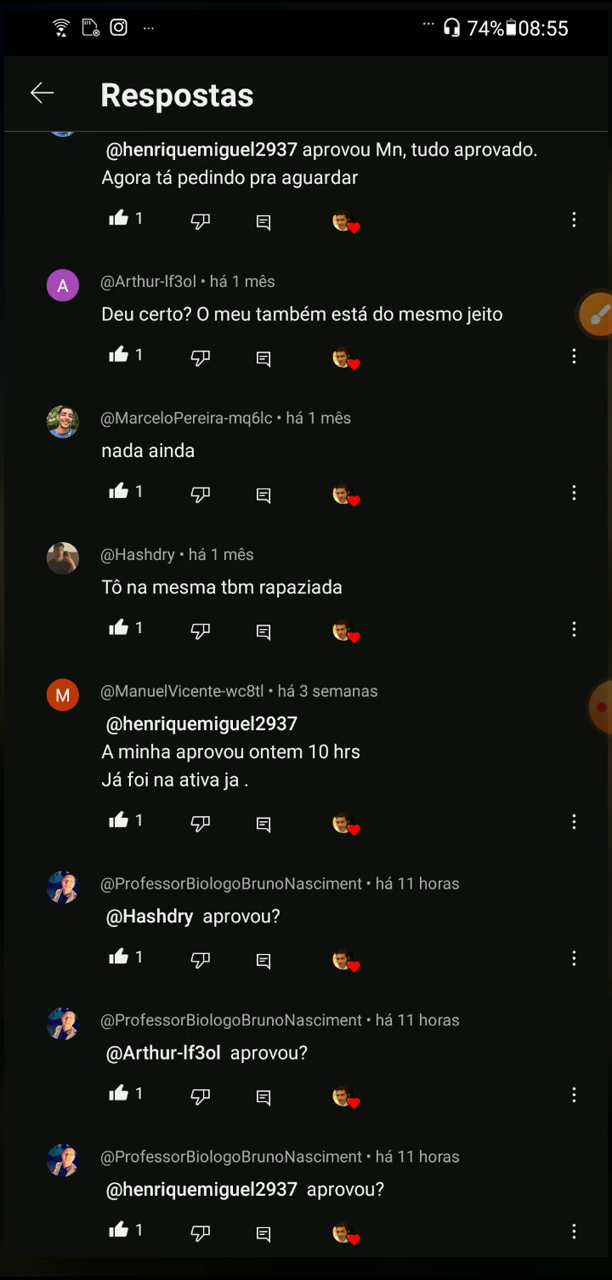 74% 08:55
Respostas
@henriquemiguel2937 aprovou Mn, tudo aprovado.
Agora tá pedindo pra aguardar
1
A
@Arthur-lf3ol • há 1 mês
Deu certo? O meu também está do mesmo jeito
1
@MarceloPereira-mq6lc • há 1 mês
nada ainda
1
@Hashdry • há 1 mês
Tô na mesma tbm rapaziada
1
M
@ManuelVicente-wc8tl • há 3 semanas
@henriquemiguel2937
A minha aprovou ontem 10 hrs
Já foi na ativa ja .
1
@ProfessorBiologoBrunoNasciment • há 11 horas
@Hashdry aprovou?
1
@ProfessorBiologoBrunoNasciment • há 11 horas
@Arthur-lf3ol aprovou?
1
@ProfessorBiologoBrunoNasciment • há 11 horas
@henriquemiguel2937 aprovou?
1